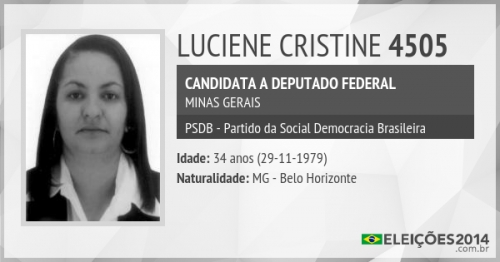 LUCIENE CRISTINE 4505
CANDIDATA A DEPUTADO FEDERAL
MINAS GERAIS
PSDB - Partido da Social Democracia Brasileira
Idade: 34 anos (29-11-1979)
Naturalidade: MG - Belo Horizonte
ELEIÇÕES2014
.com.br